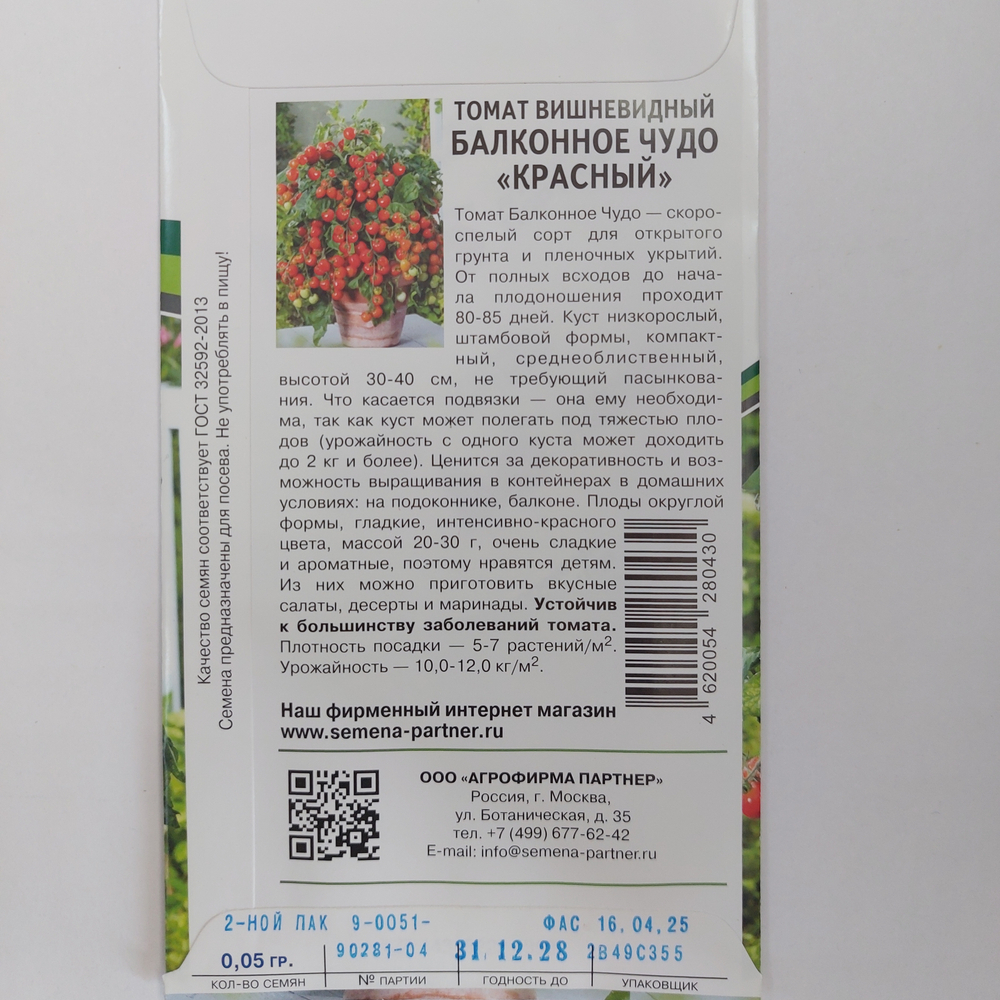 ТОМАТ ВИШНЕВИДНЫЙ
БАЛКОННОЕ ЧУДО
«КРАСНЫЙ»
Томат Балконное Чудо — скоро-
спелый сорт для открытого
грунта и пленочных укрытий.
От полных всходов до нача-
ла плодоношения проходит
80-85 дней. Куст низкорослый,
штамбовой формы, компакт-
ный, среднеоблиственный,
высотой 30-40 см, не требующий пасынкова-
ния. Что касается подвязки — она ему необходи-
ма, так как куст может полегать под тяжестью пло-
дов (урожайность с одного куста может доходить
до 2 кг и более). Ценится за декоративность и воз-
можность выращивания в контейнерах в домашних
условиях: на подоконнике, балконе. Плоды округлой
формы, гладкие, интенсивно-красного
цвета, массой 20-30 г, очень сладкие
и ароматные, поэтому нравятся детям.
Из них можно приготовить вкусные
салаты, десерты и маринады. Устойчив
к большинству заболеваний томата.
Плотность посадки — 5-7 растений/м².
Урожайность — 10,0-12,0 кг/м².
4 620054 280430
Наш фирменный интернет магазин
www.semena-partner.ru
ООО «АГРОФИРМА ПАРТНЕР»
Россия, г. Москва,
ул. Ботаническая, д. 35
тел. +7 (499) 677-62-42
E-mail: info@semena-partner.ru
Качество семян соответствует ГОСТ 32592-2013
Семена предназначены для посева. Не употреблять в пищу!
2-НОЙ ПАК 9-0051- ФАС 16.04.25
0,05 ГР. 90281-04 31.12.28 2В49С355
КОЛ-ВО СЕМЯН № ПАРТИИ ГОДНОСТЬ ДО УПАКОВЩИК